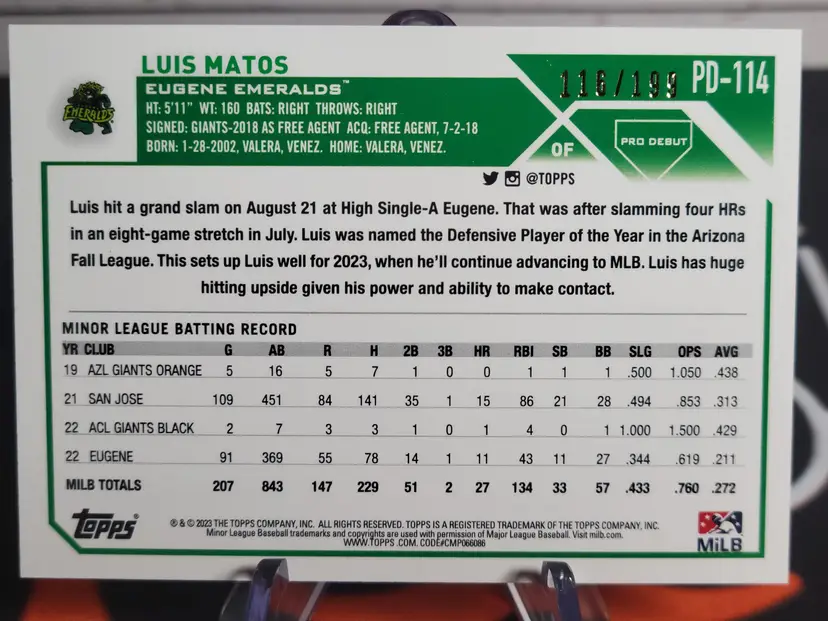 LUIS MATOS
EMERALDS
EUGENE EMERALDS™
HT: 5'11" WT: 160 BATS: RIGHT THROWS: RIGHT
SIGNED: GIANTS-2018 AS FREE AGENT ACQ: FREE AGENT, 7-2-18
BORN: 1-28-2002, VALERA, VENEZ. HOME: VALERA, VENEZ.
116/199
PD-114
OF
PRO DEBUT
@TOPPS
Luis hit a grand slam on August 21 at High Single-A Eugene. That was after slamming four HRs
in an eight-game stretch in July. Luis was named the Defensive Player of the Year in the Arizona
Fall League. This sets up Luis well for 2023, when he'll continue advancing to MLB. Luis has huge
hitting upside given his power and ability to make contact.
MINOR LEAGUE BATTING RECORD
YR CLUB G AB R H 2B 3B HR RBI SB BB SLG OPS AVG
19 AZL GIANTS ORANGE 5 16 5 7 1 0 0 1 1 1 .500 1.050 .438
21 SAN JOSE 109 451 84 141 35 1 15 86 21 28 .494 .853 .313
22 ACL GIANTS BLACK 2 7 3 3 1 0 1 4 0 1 1.000 1.500 .429
22 EUGENE 91 369 55 78 14 1 11 43 11 27 .344 .619 .211
MILB TOTALS 207 843 147 229 51 2 27 134 33 57 .433 .760 .272
Topps
® & © 2023 THE TOPPS COMPANY, INC. ALL RIGHTS RESERVED. TOPPS IS A REGISTERED TRADEMARK OF THE TOPPS COMPANY, INC.
Minor League Baseball trademarks and copyrights are used with permission of Major League Baseball. Visit milb.com.
WWW.TOPPS.COM. CODE#CMP066086
MiLB